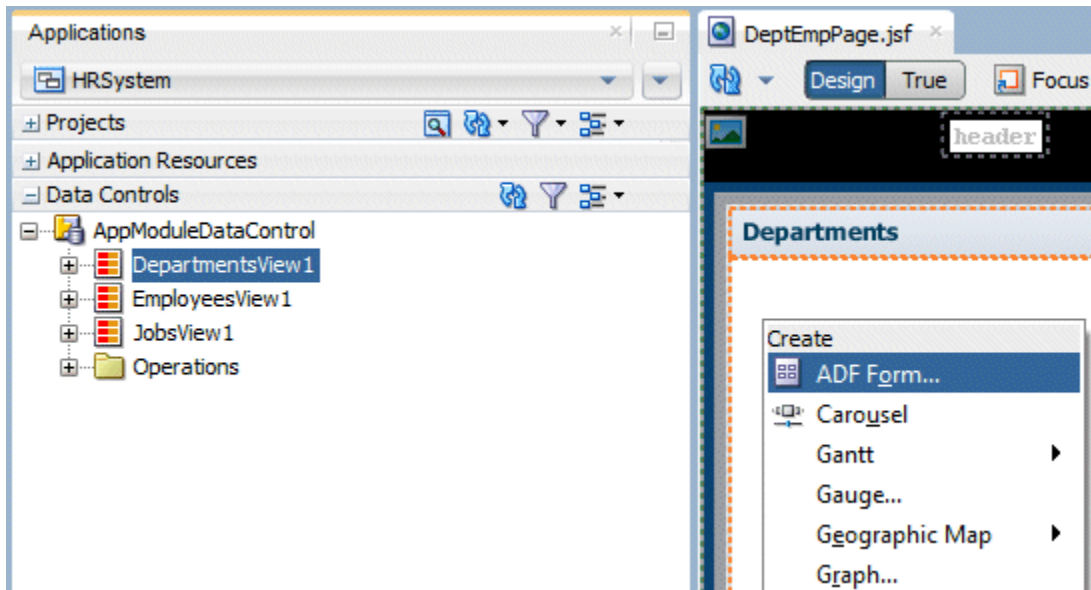 Applications
HRSystem
Projects
Application Resources
Data Controls
AppModuleDataControl
DepartmentsView1
EmployeesView1
JobsView1
Operations
DeptEmpPage.jsf
Design True Focus
header
Departments
Create
ADF Form...
Carousel
Gantt
Gauge...
Geographic Map
Graph...